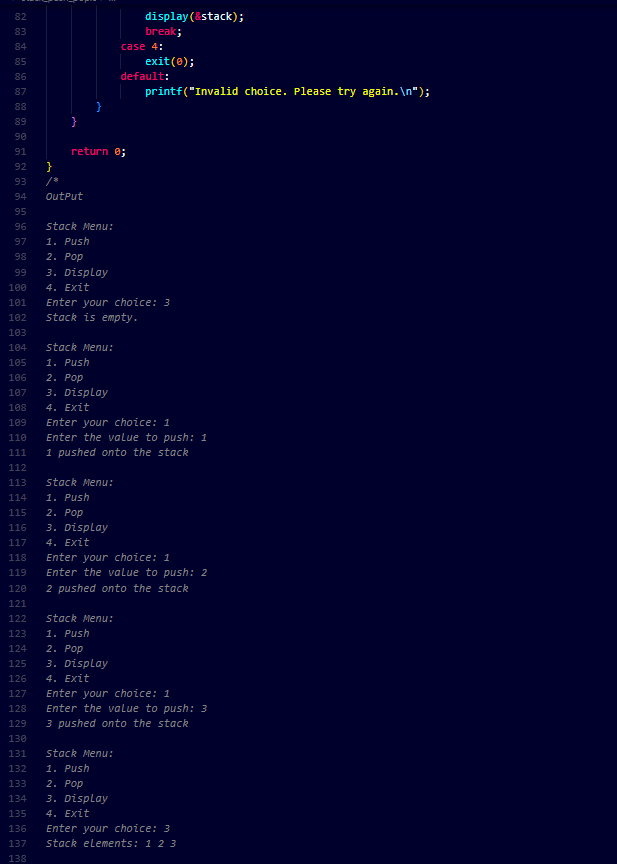 82 display(&stack);
83 break;
84 case 4:
85 exit(0);
86 default:
87 printf("Invalid choice. Please try again.\n");
88 }
89 }
90
91 return 0;
92 }
93 /*
94 OutPut
95
96 Stack Menu:
97 1. Push
98 2. Pop
99 3. Display
100 4. Exit
101 Enter your choice: 3
102 Stack is empty.
103
104 Stack Menu:
105 1. Push
106 2. Pop
107 3. Display
108 4. Exit
109 Enter your choice: 1
110 Enter the value to push: 1
111 1 pushed onto the stack
112
113 Stack Menu:
114 1. Push
115 2. Pop
116 3. Display
117 4. Exit
118 Enter your choice: 1
119 Enter the value to push: 2
120 2 pushed onto the stack
121
122 Stack Menu:
123 1. Push
124 2. Pop
125 3. Display
126 4. Exit
127 Enter your choice: 1
128 Enter the value to push: 3
129 3 pushed onto the stack
130
131 Stack Menu:
132 1. Push
133 2. Pop
134 3. Display
135 4. Exit
136 Enter your choice: 3
137 Stack elements: 1 2 3
138